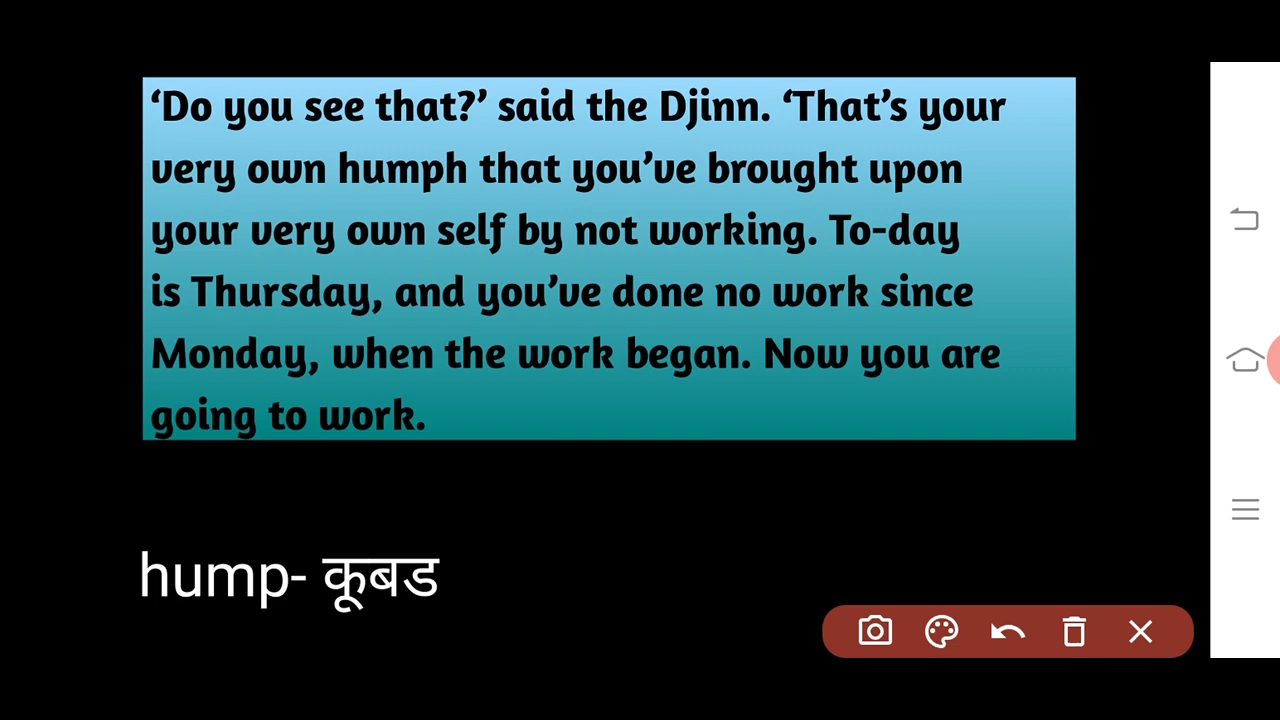 ‘Do you see that?’ said the Djinn. ‘That’s your
very own humph that you’ve brought upon
your very own self by not working. To-day
is Thursday, and you’ve done no work since
Monday, when the work began. Now you are
going to work.
hump- कूबड